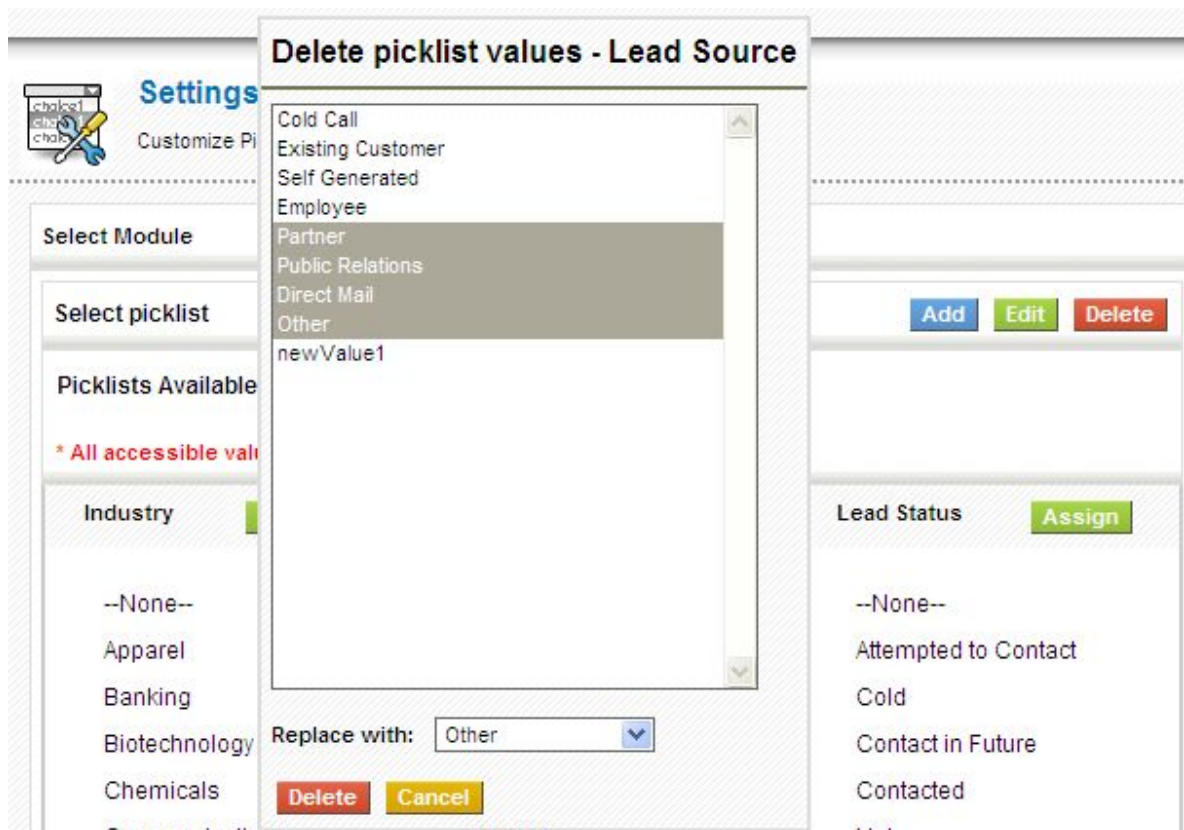 Delete picklist values - Lead Source
Settings
Customize Pi
Cold Call
Existing Customer
Self Generated
Employee
Partner
Public Relations
Direct Mail
Other
newValue1
Replace with: Other
Delete Cancel
Select Module
Select picklist
Add Edit Delete
Picklists Available
* All accessible valu
Industry
--None--
Apparel
Banking
Biotechnology
Chemicals
Lead Status Assign
--None--
Attempted to Contact
Cold
Contact in Future
Contacted